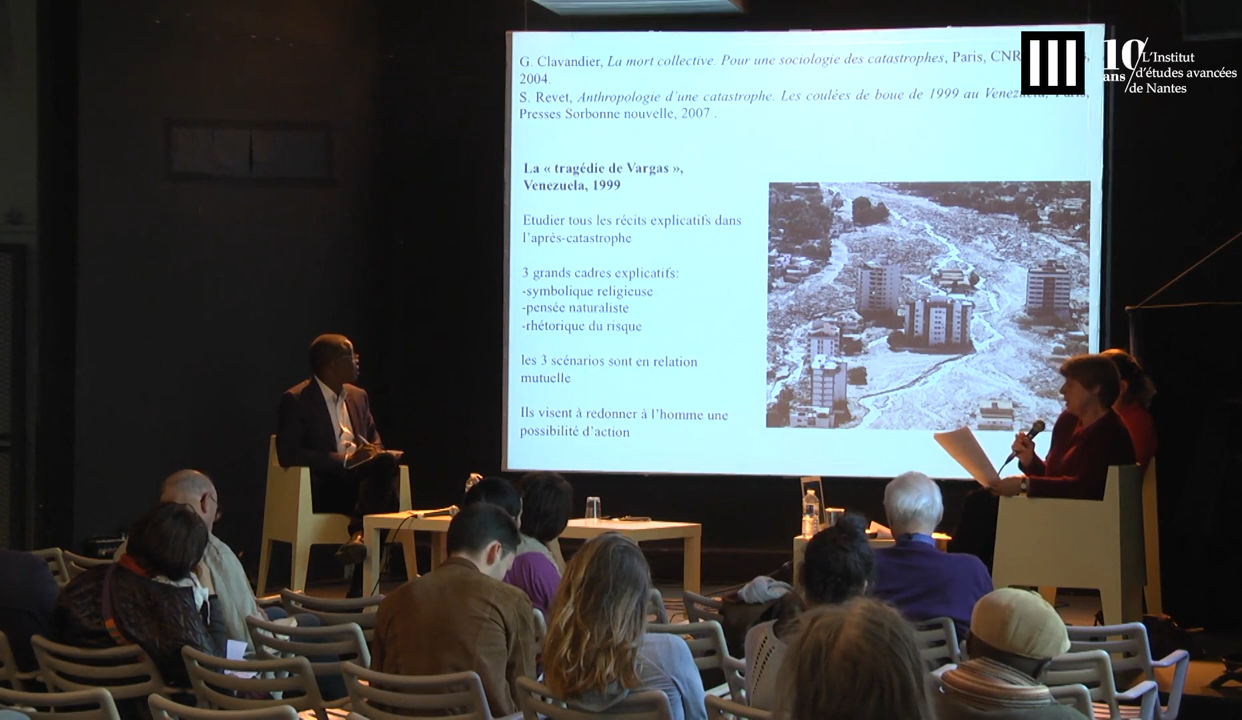 G. Clavandier, La mort collective. Pour une sociologie des catastrophes, Paris, CNR
2004.
S. Revet, Anthropologie d'une catastrophe. Les coulées de boue de 1999 au Venezuela, Paris,
Presses Sorbonne nouvelle, 2007 .
La « tragédie de Vargas »,
Venezuela, 1999
Etudier tous les récits explicatifs dans
l'après-catastrophe
3 grands cadres explicatifs:
-symbolique religieuse
-pensée naturaliste
-rhétorique du risque
les 3 scénarios sont en relation
mutuelle
Ils visent à redonner à l'homme une
possibilité d'action
10
ans
L'Institut
d'études avancées
de Nantes